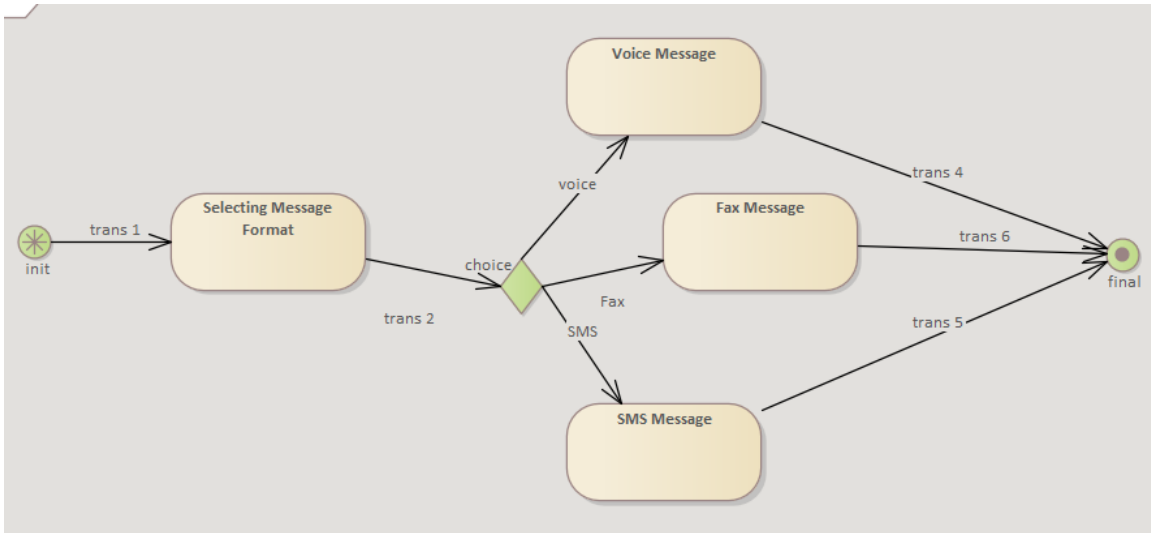 Voice Message
trans 4
voice
Selecting Message
Format
Fax Message
trans 1
trans 6
init
choice
final
Fax
trans 2
SMS
trans 5
SMS Message